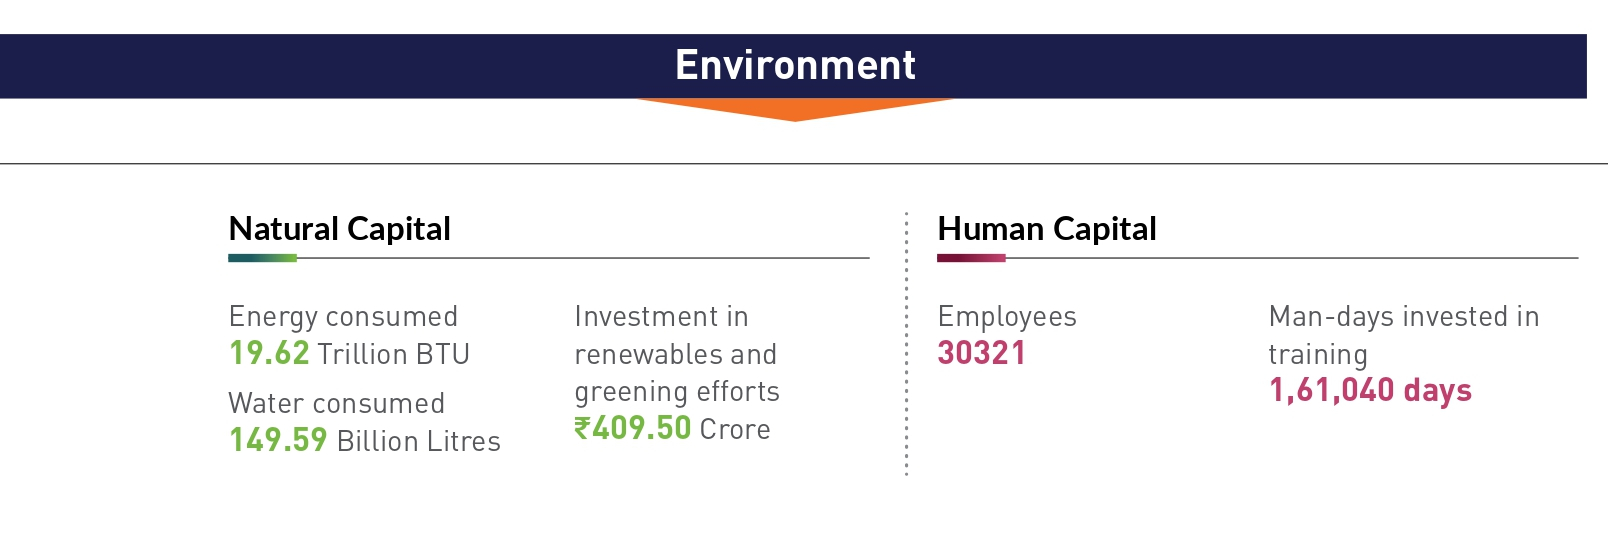 Environment
Natural Capital
Energy consumed
19.62 Trillion BTU
Water consumed
149.59 Billion Litres
Investment in
renewables and
greening efforts
₹409.50 Crore
Human Capital
Employees
30321
Man-days invested in
training
1,61,040 days